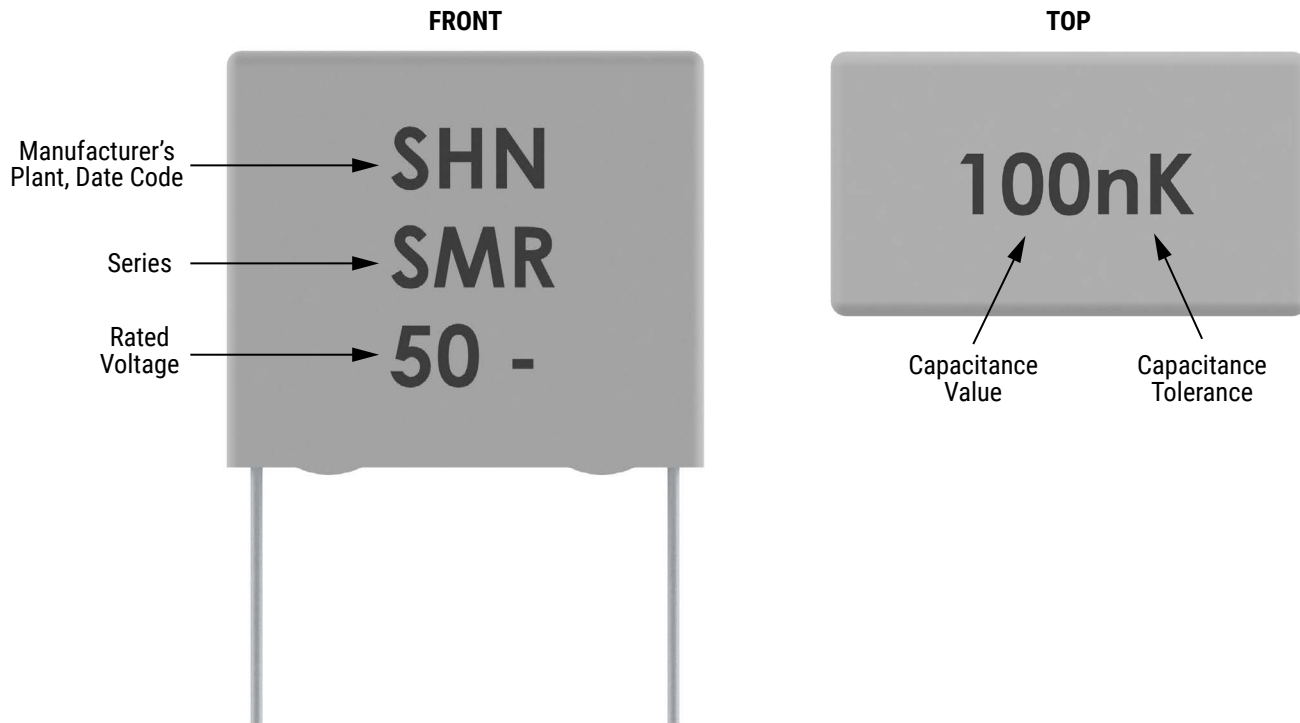 FRONT
SHN
SMR
50 -
Manufacturer's
Plant, Date Code
Series
Rated
Voltage
TOP
100nK
Capacitance
Value
Capacitance
Tolerance